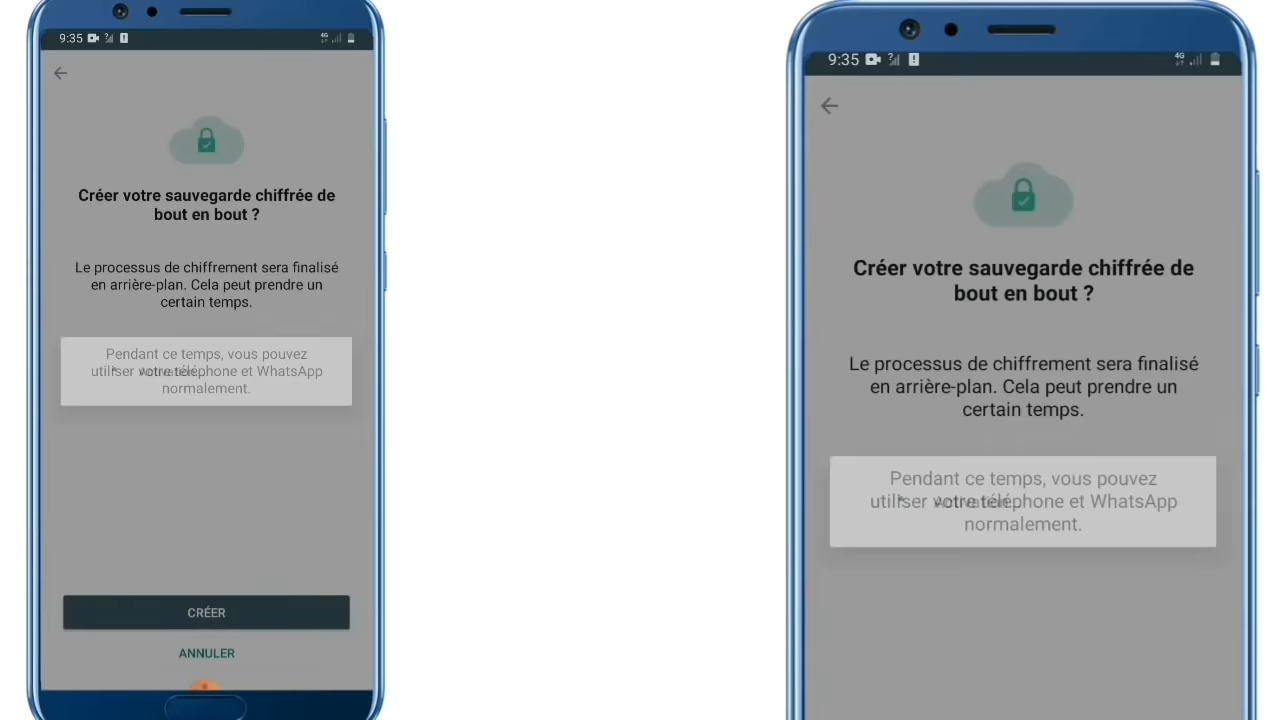 9:35
4G
Créer votre sauvegarde chiffrée de
bout en bout ?
Le processus de chiffrement sera finalisé
en arrière-plan. Cela peut prendre un
certain temps.
Pendant ce temps, vous pouvez
utiliser votre téléphone et WhatsApp
normalement.
CRÉER
ANNULER
9:35
4G
Créer votre sauvegarde chiffrée de
bout en bout ?
Le processus de chiffrement sera finalisé
en arrière-plan. Cela peut prendre un
certain temps.
Pendant ce temps, vous pouvez
utiliser votre téléphone et WhatsApp
normalement.